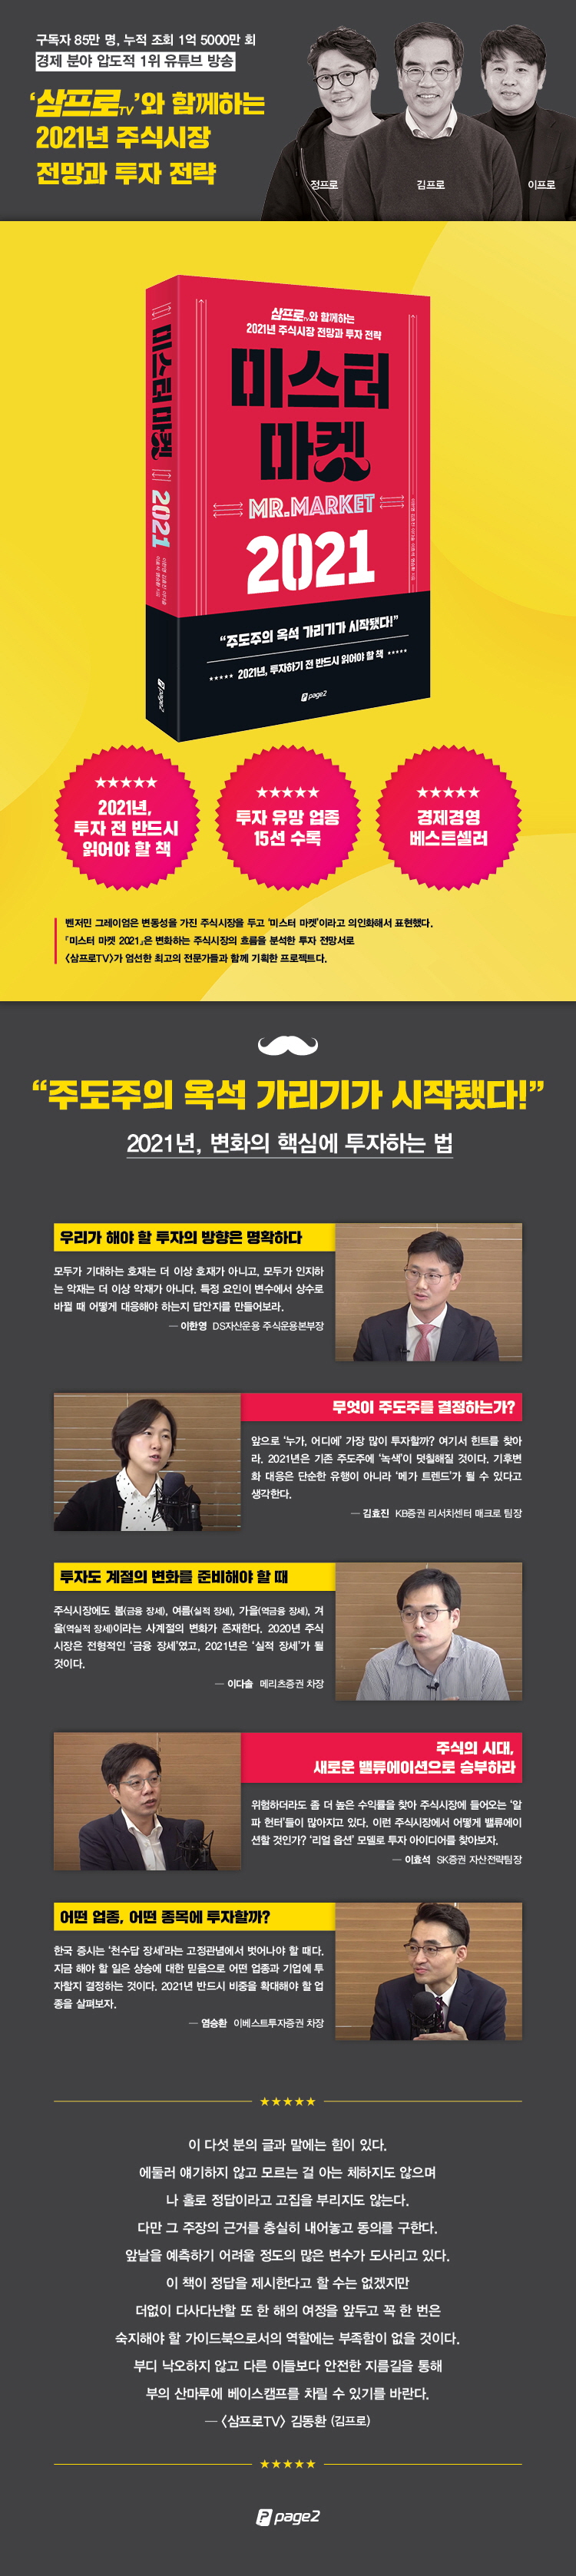 구독자 85만 명, 누적 조회 1억 5000만 회
경제 분야 압도적 1위 유튜브 방송
‘삼프로TV’와 함께하는
2021년 주식시장
전망과 투자 전략
정프로
김프로
이프로
삼프로TV와 함께하는
2021년 주식시장 전망과 투자 전략
미스터
마켓
MR.MARKET
2021
“주도주의 옥석 가리기가 시작됐다!”
★★★★★ 2021년, 투자하기 전 반드시 읽어야 할 책 ★★★★★
page2
미스터 마켓 2021
page2
★★★★★
2021년,
투자 전 반드시
읽어야 할 책
★★★★★
투자 유망 업종
15선 수록
★★★★★
경제경영
베스트셀러
벤저민 그레이엄은 변동성을 가진 주식시장을 두고 ‘미스터 마켓’이라고 의인화해서 표현했다.
『미스터 마켓 2021』은 변화하는 주식시장의 흐름을 분석한 투자 전망서로
<삼프로TV>가 엄선한 최고의 전문가들과 함께 기획한 프로젝트다.
“주도주의 옥석 가리기가 시작됐다!”
2021년, 변화의 핵심에 투자하는 법
우리가 해야 할 투자의 방향은 명확하다
모두가 기대하는 호재는 더 이상 호재가 아니고, 모두가 인지하
는 악재는 더 이상 악재가 아니다. 특정 요인이 변수에서 상수로
바뀔 때 어떻게 대응해야 하는지 답안지를 만들어보라.
― 이한영 DS자산운용 주식운용본부장
무엇이 주도주를 결정하는가?
앞으로 ‘누가, 어디에’ 가장 많이 투자할까? 여기서 힌트를 찾아
라. 2021년은 기존 주도주에 ‘녹색’이 덧칠해질 것이다. 기후변
화 대응은 단순한 유행이 아니라 ‘메가 트렌드’가 될 수 있다고
생각한다.
― 김효진 KB증권 리서치센터 매크로 팀장
투자도 계절의 변화를 준비해야 할 때
주식시장에도 봄(금융 장세), 여름(실적 장세), 가을(역금융 장세), 겨
울(역실적 장세)이라는 사계절의 변화가 존재한다. 2020년 주식
시장은 전형적인 ‘금융 장세’였고, 2021년은 ‘실적 장세’가 될
것이다.
― 이다솔 메리츠증권 차장
주식의 시대,
새로운 밸류에이션으로 승부하라
위험하더라도 좀 더 높은 수익률을 찾아 주식시장에 들어오는 ‘알
파 헌터’들이 많아지고 있다. 이런 주식시장에서 어떻게 밸류에이
션할 것인가? ‘리얼 옵션’ 모델로 투자 아이디어를 찾아보자.
― 이효석 SK증권 자산전략팀장
어떤 업종, 어떤 종목에 투자할까?
한국 증시는 ‘천수답 장세’라는 고정관념에서 벗어나야 할 때다.
지금 해야 할 일은 상승에 대한 믿음으로 어떤 업종과 기업에 투
자할지 결정하는 것이다. 2021년 반드시 비중을 확대해야 할 업
종을 살펴보자.
― 염승환 이베스트투자증권 차장
★★★★★
이 다섯 분의 글과 말에는 힘이 있다.
에둘러 얘기하지 않고 모르는 걸 아는 체하지도 않으며
나 홀로 정답이라고 고집을 부리지도 않는다.
다만 그 주장의 근거를 충실히 내어놓고 동의를 구한다.
앞날을 예측하기 어려울 정도의 많은 변수가 도사리고 있다.
이 책이 정답을 제시한다고 할 수는 없겠지만
더없이 다사다난할 또 한 해의 여정을 앞두고 꼭 한 번은
숙지해야 할 가이드북으로서의 역할에는 부족함이 없을 것이다.
부디 낙오하지 않고 다른 이들보다 안전한 지름길을 통해
부의 산마루에 베이스캠프를 차릴 수 있기를 바란다.
― <삼프로TV> 김동환 (김프로)
★★★★★
page2